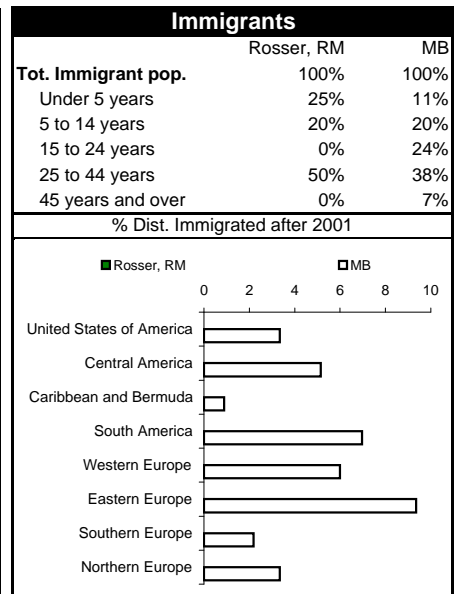 Immigrants
Rosser, RM MB
Tot. Immigrant pop. 100% 100%
Under 5 years 25% 11%
5 to 14 years 20% 20%
15 to 24 years 0% 24%
25 to 44 years 50% 38%
45 years and over 0% 7%
% Dist. Immigrated after 2001
Rosser, RM MB
0 2 4 6 8 10
United States of America
Central America
Caribbean and Bermuda
South America
Western Europe
Eastern Europe
Southern Europe
Northern Europe